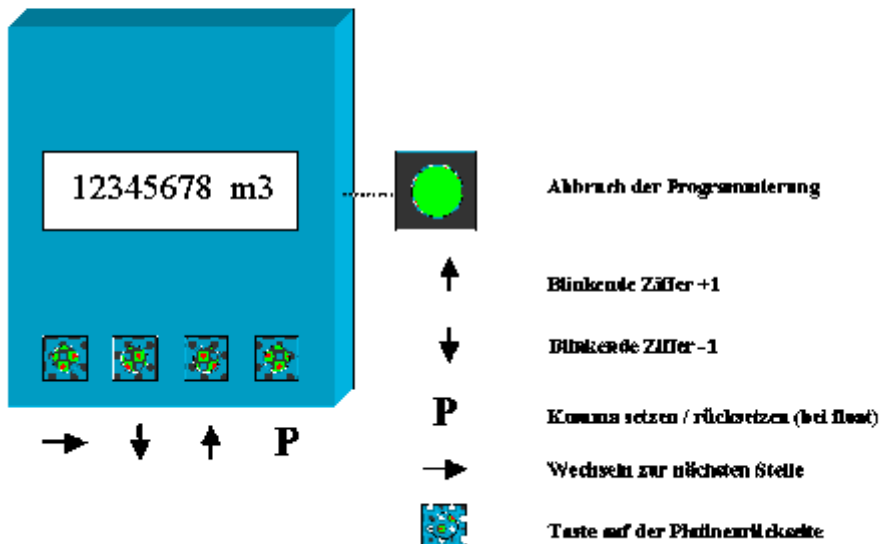 12345678 m3
Abbruch der Programmierung
Blinkende Ziffer +1
Blinkende Ziffer -1
P
P Komma setzen / rücksetzen (bei float)
Wechseln zur nächsten Stelle
Taste auf der Platinenrückseite